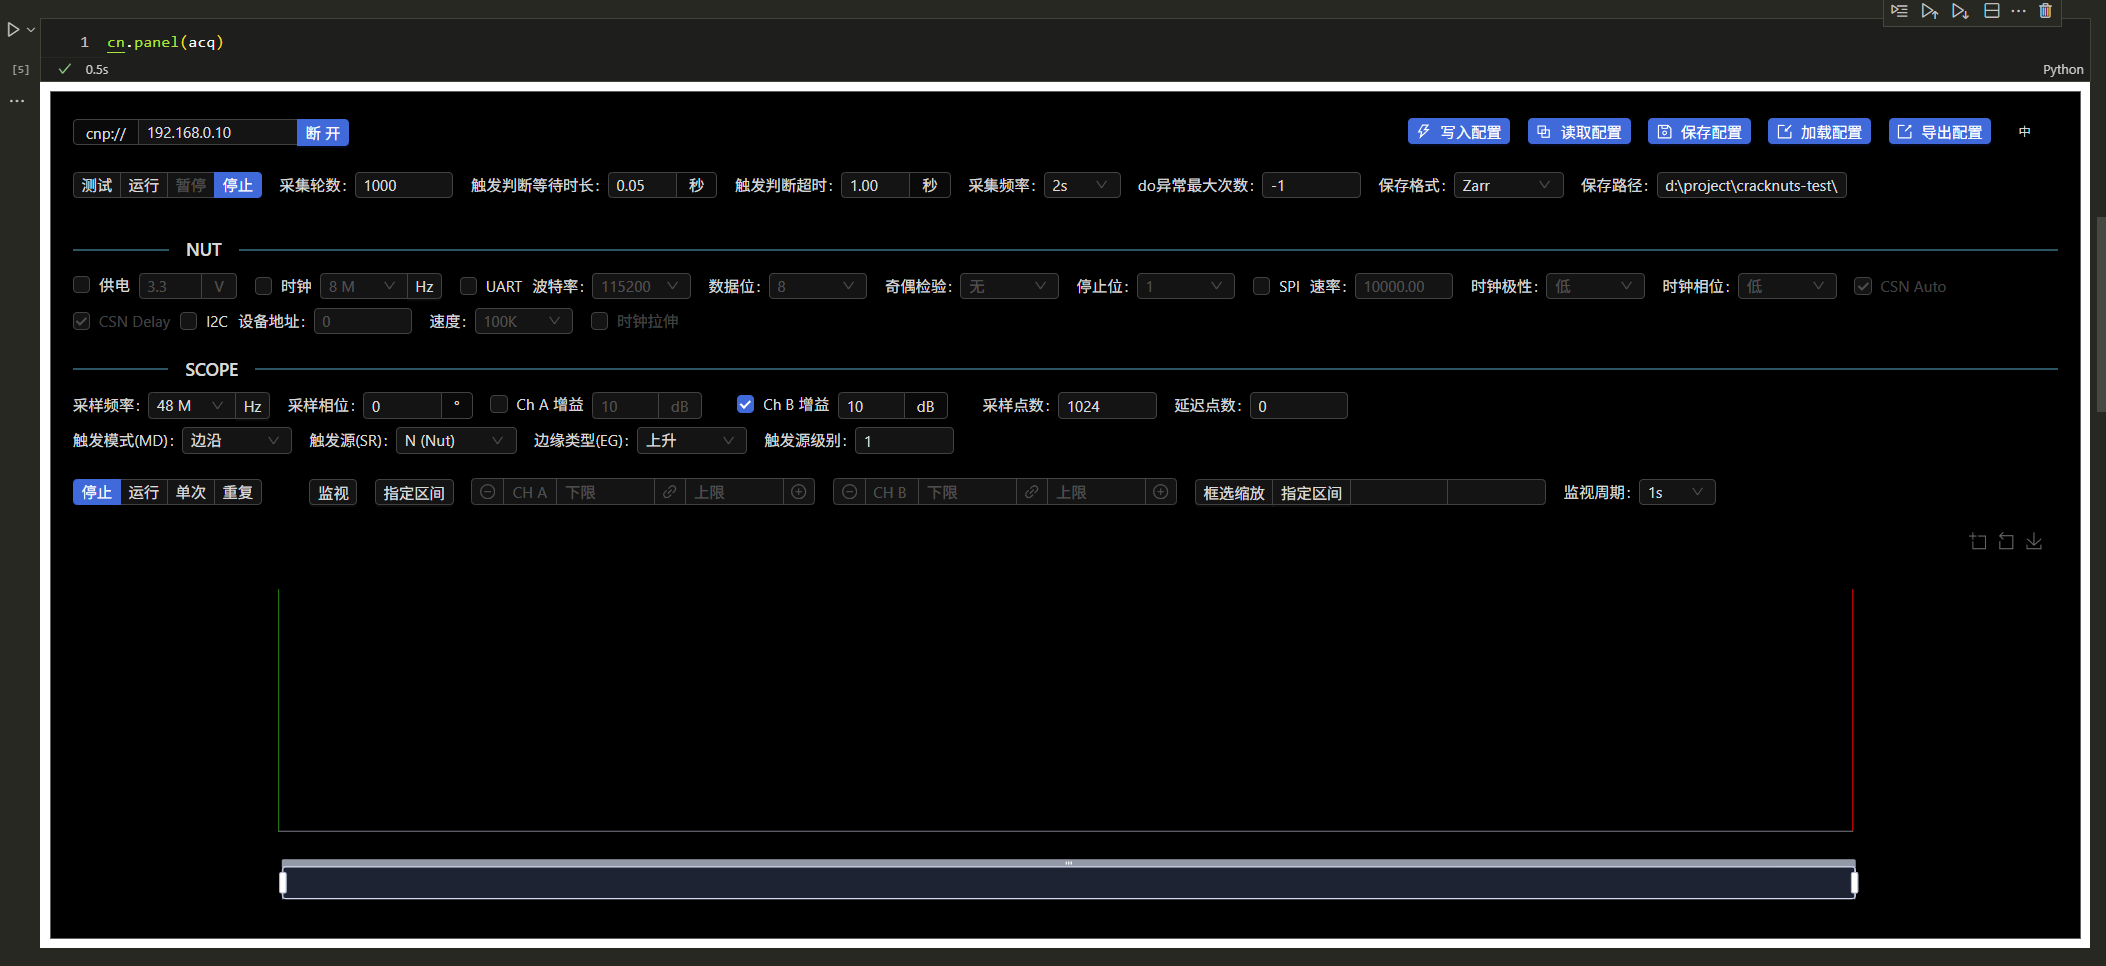 1 cn.panel(acq)
[5] 0.5s Python
cnp:// 192.168.0.10 断 开 写入配置 读取配置 保存配置 加载配置 导出配置 中
测试 运行 暂停 停止 采集轮数: 1000 触发判断等待时长: 0.05 秒 触发判断超时: 1.00 秒 采集频率: 2s do异常最大次数: -1 保存格式: Zarr 保存路径: d:\project\cracknuts-test\
NUT
供电 3.3 V 时钟 8 M Hz UART 波特率: 115200 数据位: 8 奇偶检验: 无 停止位: 1 SPI 速率: 10000.00 时钟极性: 低 时钟相位: 低 CSN Auto
CSN Delay I2C 设备地址: 0 速度: 100K 时钟拉伸
SCOPE
采样频率: 48 M Hz 采样相位: 0 ° Ch A 增益 10 dB Ch B 增益 10 dB 采样点数: 1024 延迟点数: 0
触发模式(MD): 边沿 触发源(SR): N (Nut) 边缘类型(EG): 上升 触发源级别: 1
停止 运行 单次 重复 监视 指定区间 CH A 下限 上限 CH B 下限 上限 框选缩放 指定区间 监视周期: 1s